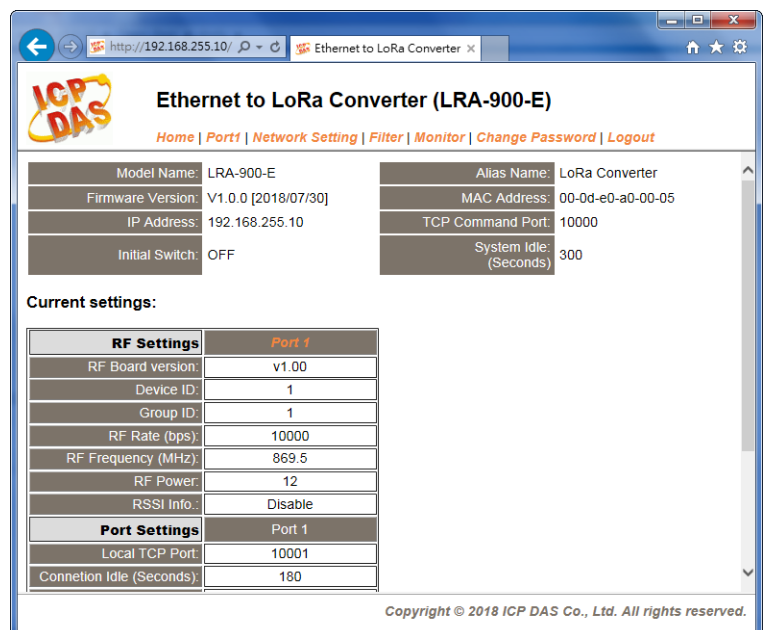 http://192.168.255.10/
Ethernet to LoRa Converter
ICP
DAS
Ethernet to LoRa Converter (LRA-900-E)
Home | Port1 | Network Setting | Filter | Monitor | Change Password | Logout
Model Name: LRA-900-E Alias Name: LoRa Converter
Firmware Version: V1.0.0 [2018/07/30] MAC Address: 00-0d-e0-a0-00-05
IP Address: 192.168.255.10 TCP Command Port: 10000
Initial Switch: OFF System Idle: (Seconds) 300
Current settings:
RF Settings Port 1
RF Board version: v1.00
Device ID: 1
Group ID: 1
RF Rate (bps): 10000
RF Frequency (MHz): 869.5
RF Power: 12
RSSI Info.: Disable
Port Settings Port 1
Local TCP Port: 10001
Connetion Idle (Seconds): 180
Copyright © 2018 ICP DAS Co., Ltd. All rights reserved.